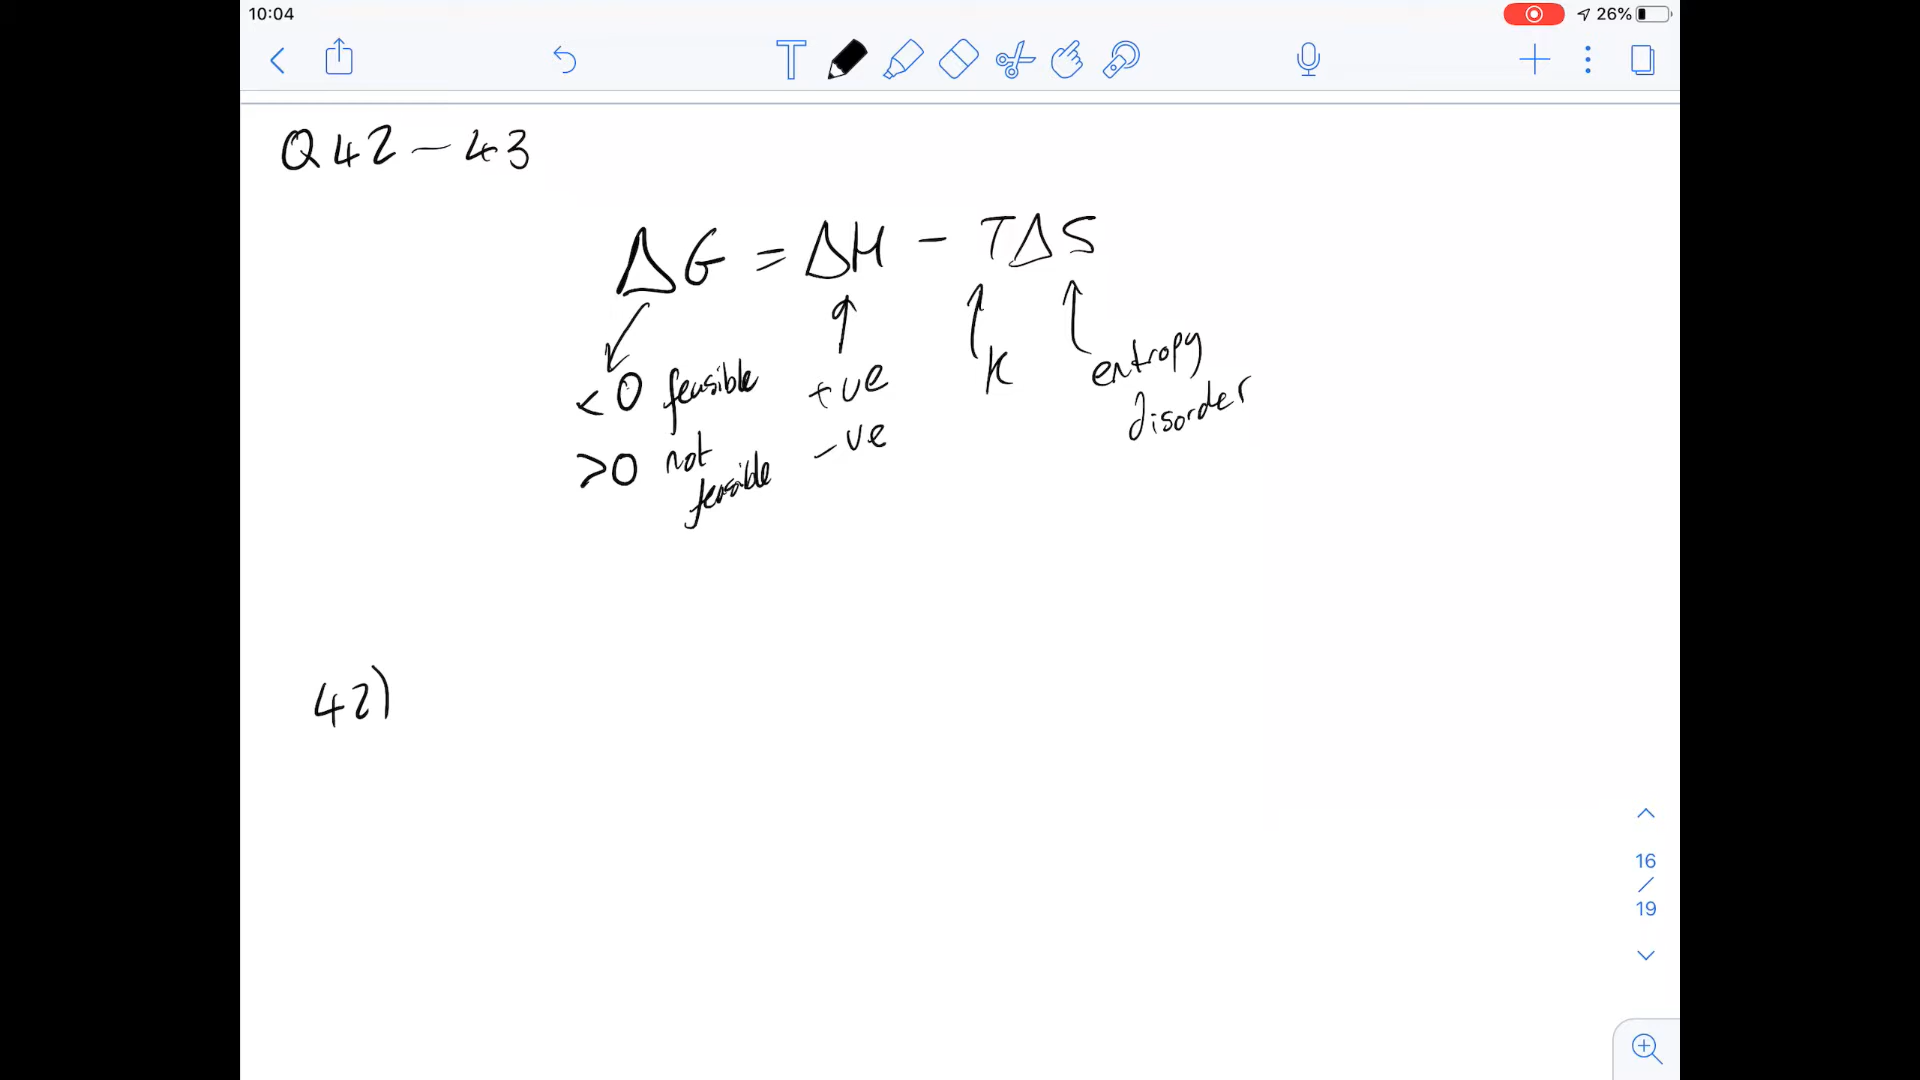 10:04
26%
T
Q42-43
ΔG = ΔH - TΔS
<0 feasible +ve K entropy
disorder
>0 not feasible -ve
42)
16
/
19